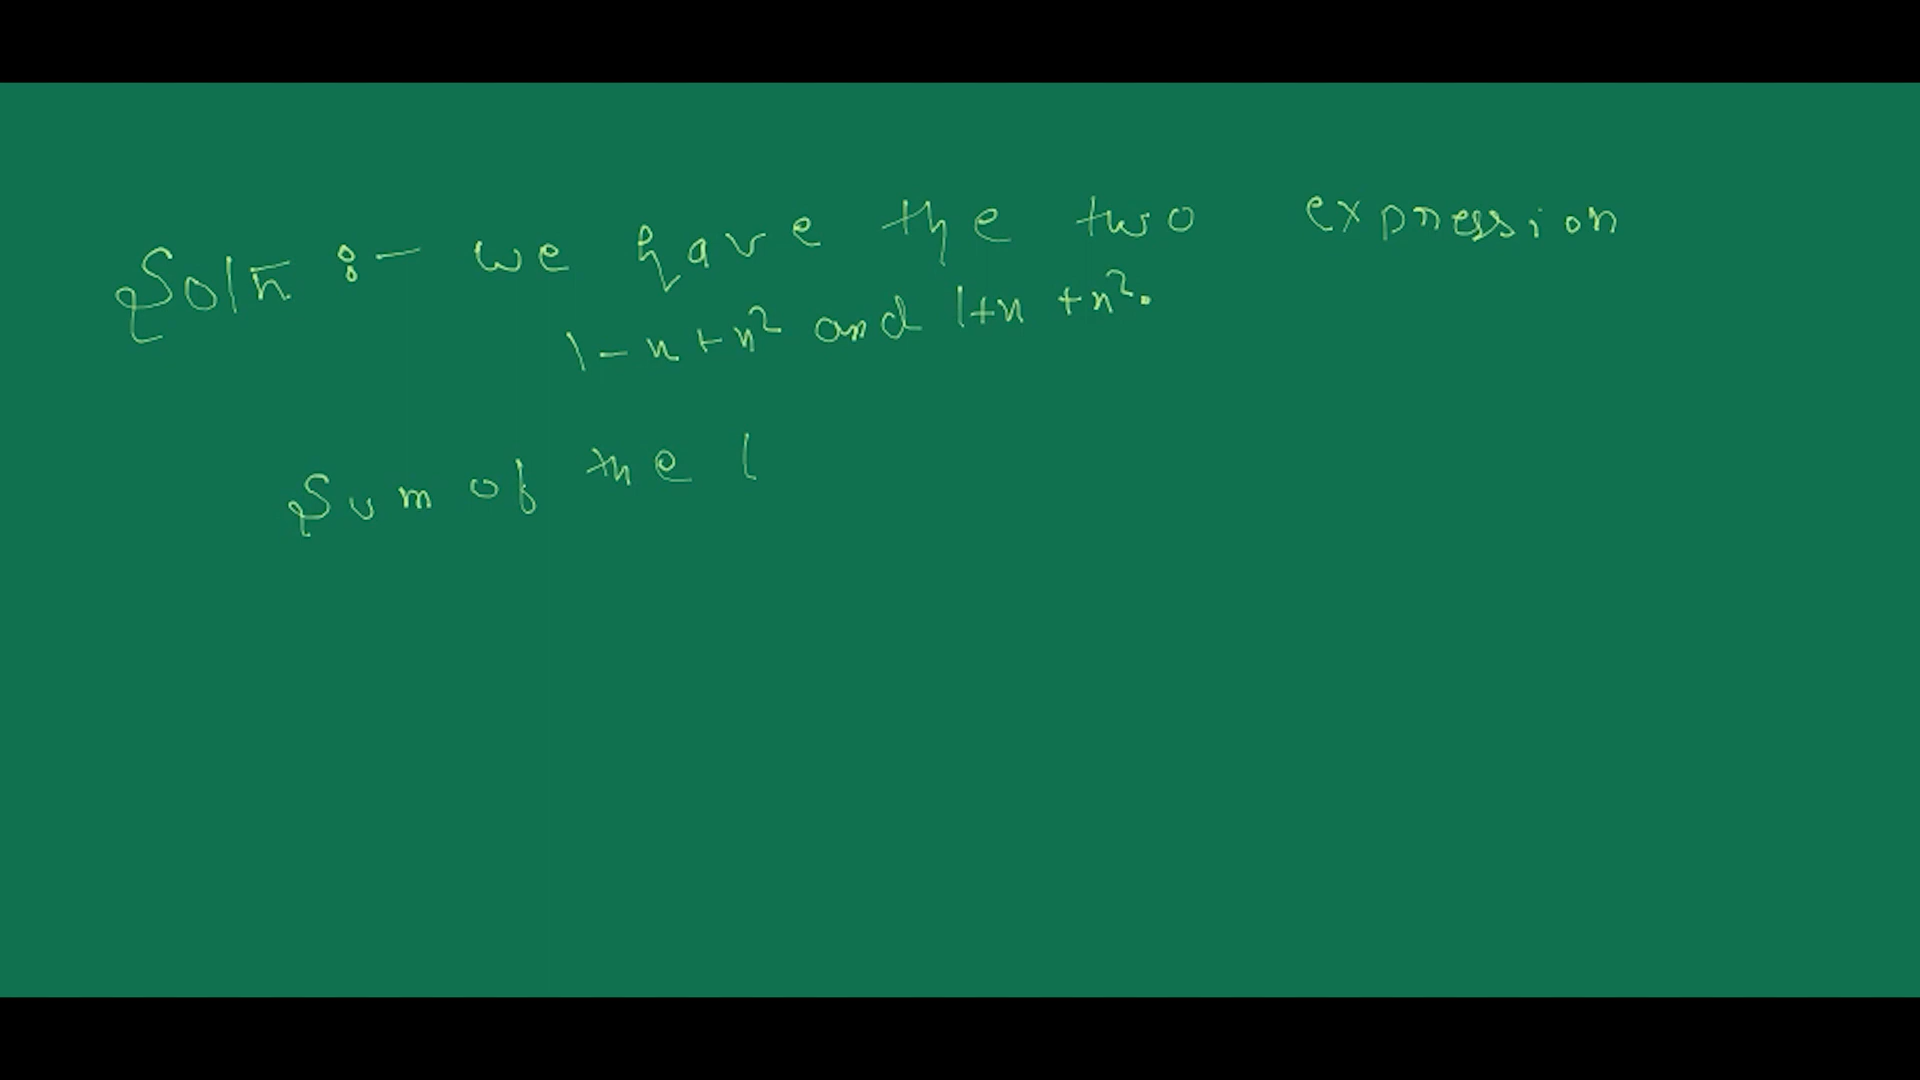 Soln :- we have the two expression
1-x+x² and 1+x+x².
Sum of the